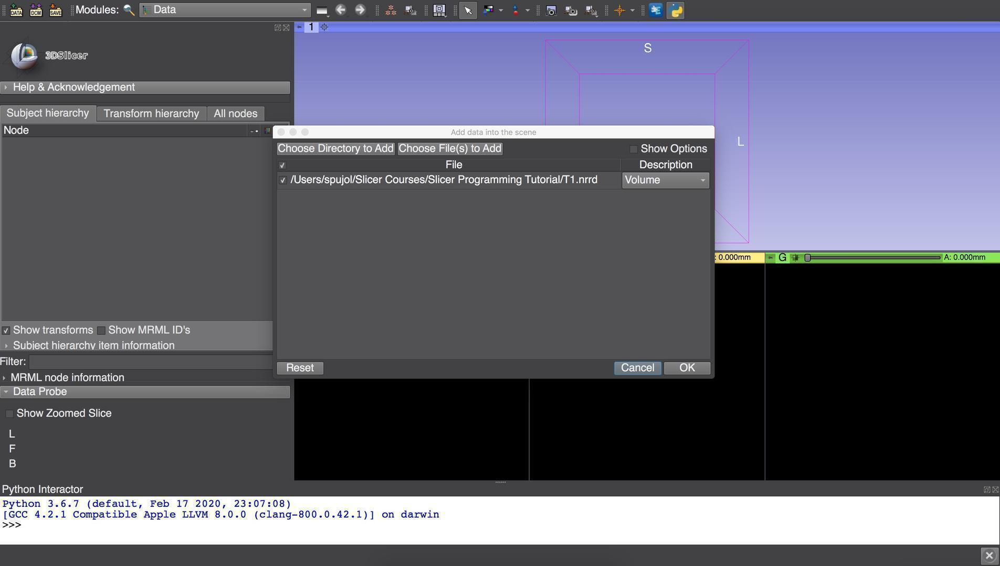 DATA DCM SAVE Modules: Data
1
3DSlicer
S
Help & Acknowledgement
Subject hierarchy Transform hierarchy All nodes
Node
Add data into the scene
L
Choose Directory to Add Choose File(s) to Add Show Options
File Description
/Users/spujol/Slicer Courses/Slicer Programming Tutorial/T1.nrrd Volume
: 0.000mm G A: 0.000mm
Show transforms Show MRML ID's
Subject hierarchy item information
Filter:
Reset Cancel OK
MRML node information
Data Probe
Show Zoomed Slice
L
F
B
Python Interactor
Python 3.6.7 (default, Feb 17 2020, 23:07:08)
[GCC 4.2.1 Compatible Apple LLVM 8.0.0 (clang-800.0.42.1)] on darwin
>>>